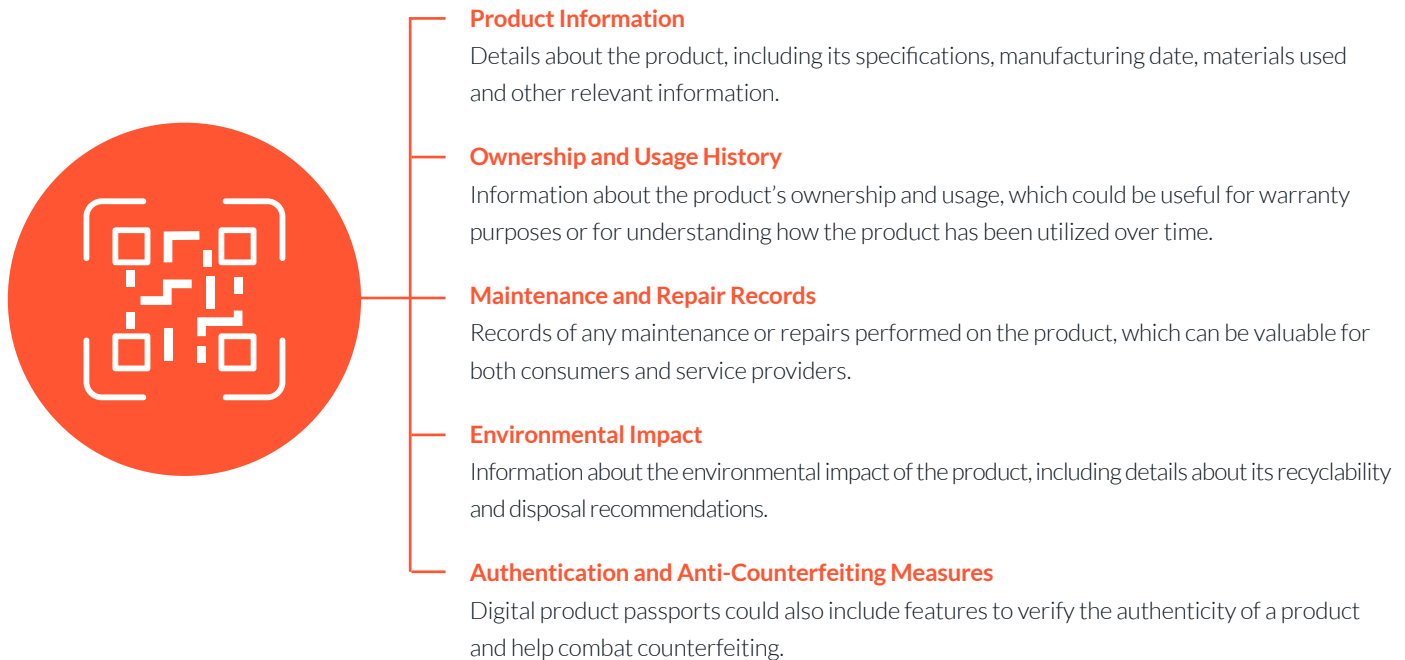 Product Information
Details about the product, including its specifications, manufacturing date, materials used
and other relevant information.
Ownership and Usage History
Information about the product’s ownership and usage, which could be useful for warranty
purposes or for understanding how the product has been utilized over time.
Maintenance and Repair Records
Records of any maintenance or repairs performed on the product, which can be valuable for
both consumers and service providers.
Environmental Impact
Information about the environmental impact of the product, including details about its recyclability
and disposal recommendations.
Authentication and Anti-Counterfeiting Measures
Digital product passports could also include features to verify the authenticity of a product
and help combat counterfeiting.